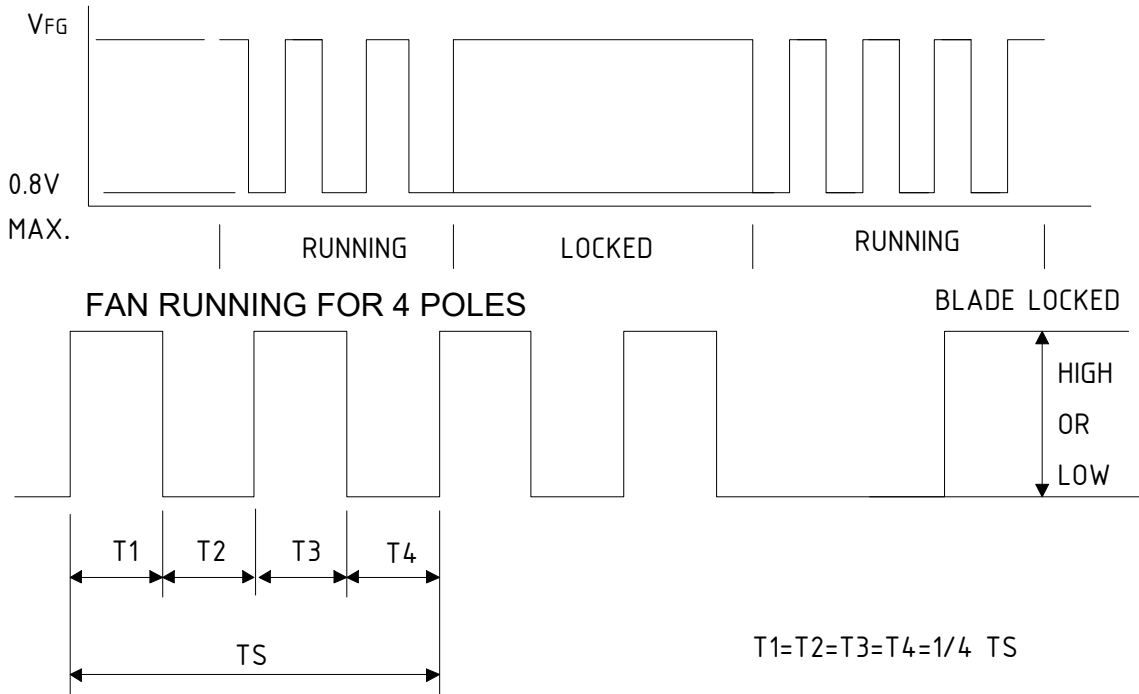 VFG
0.8V
MAX.
RUNNING
LOCKED
RUNNING
FAN RUNNING FOR 4 POLES
BLADE LOCKED
HIGH
OR
LOW
T1
T2
T3
T4
TS
T1=T2=T3=T4=1/4 TS